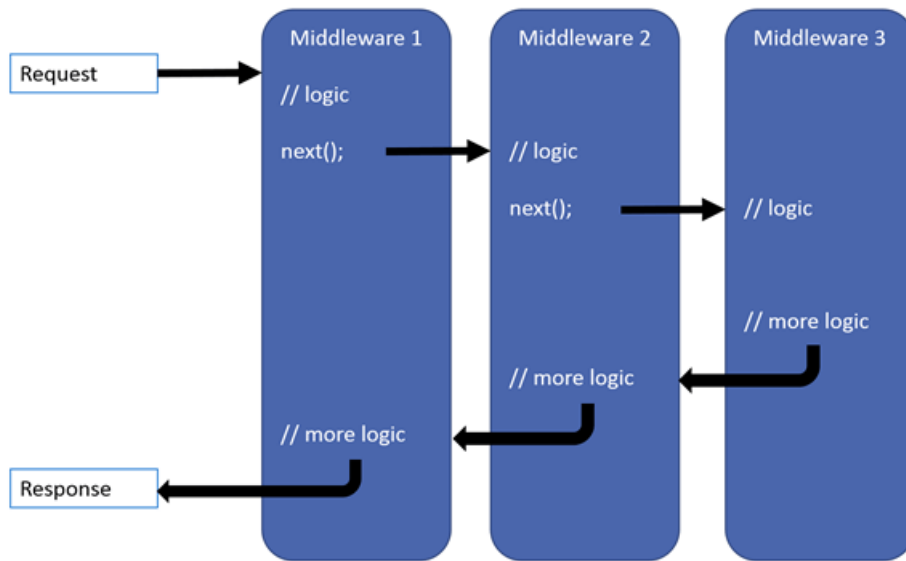 Middleware 1
Middleware 2
Middleware 3
Request
// logic
next();
// logic
next();
// logic
// more logic
// more logic
// more logic
Response